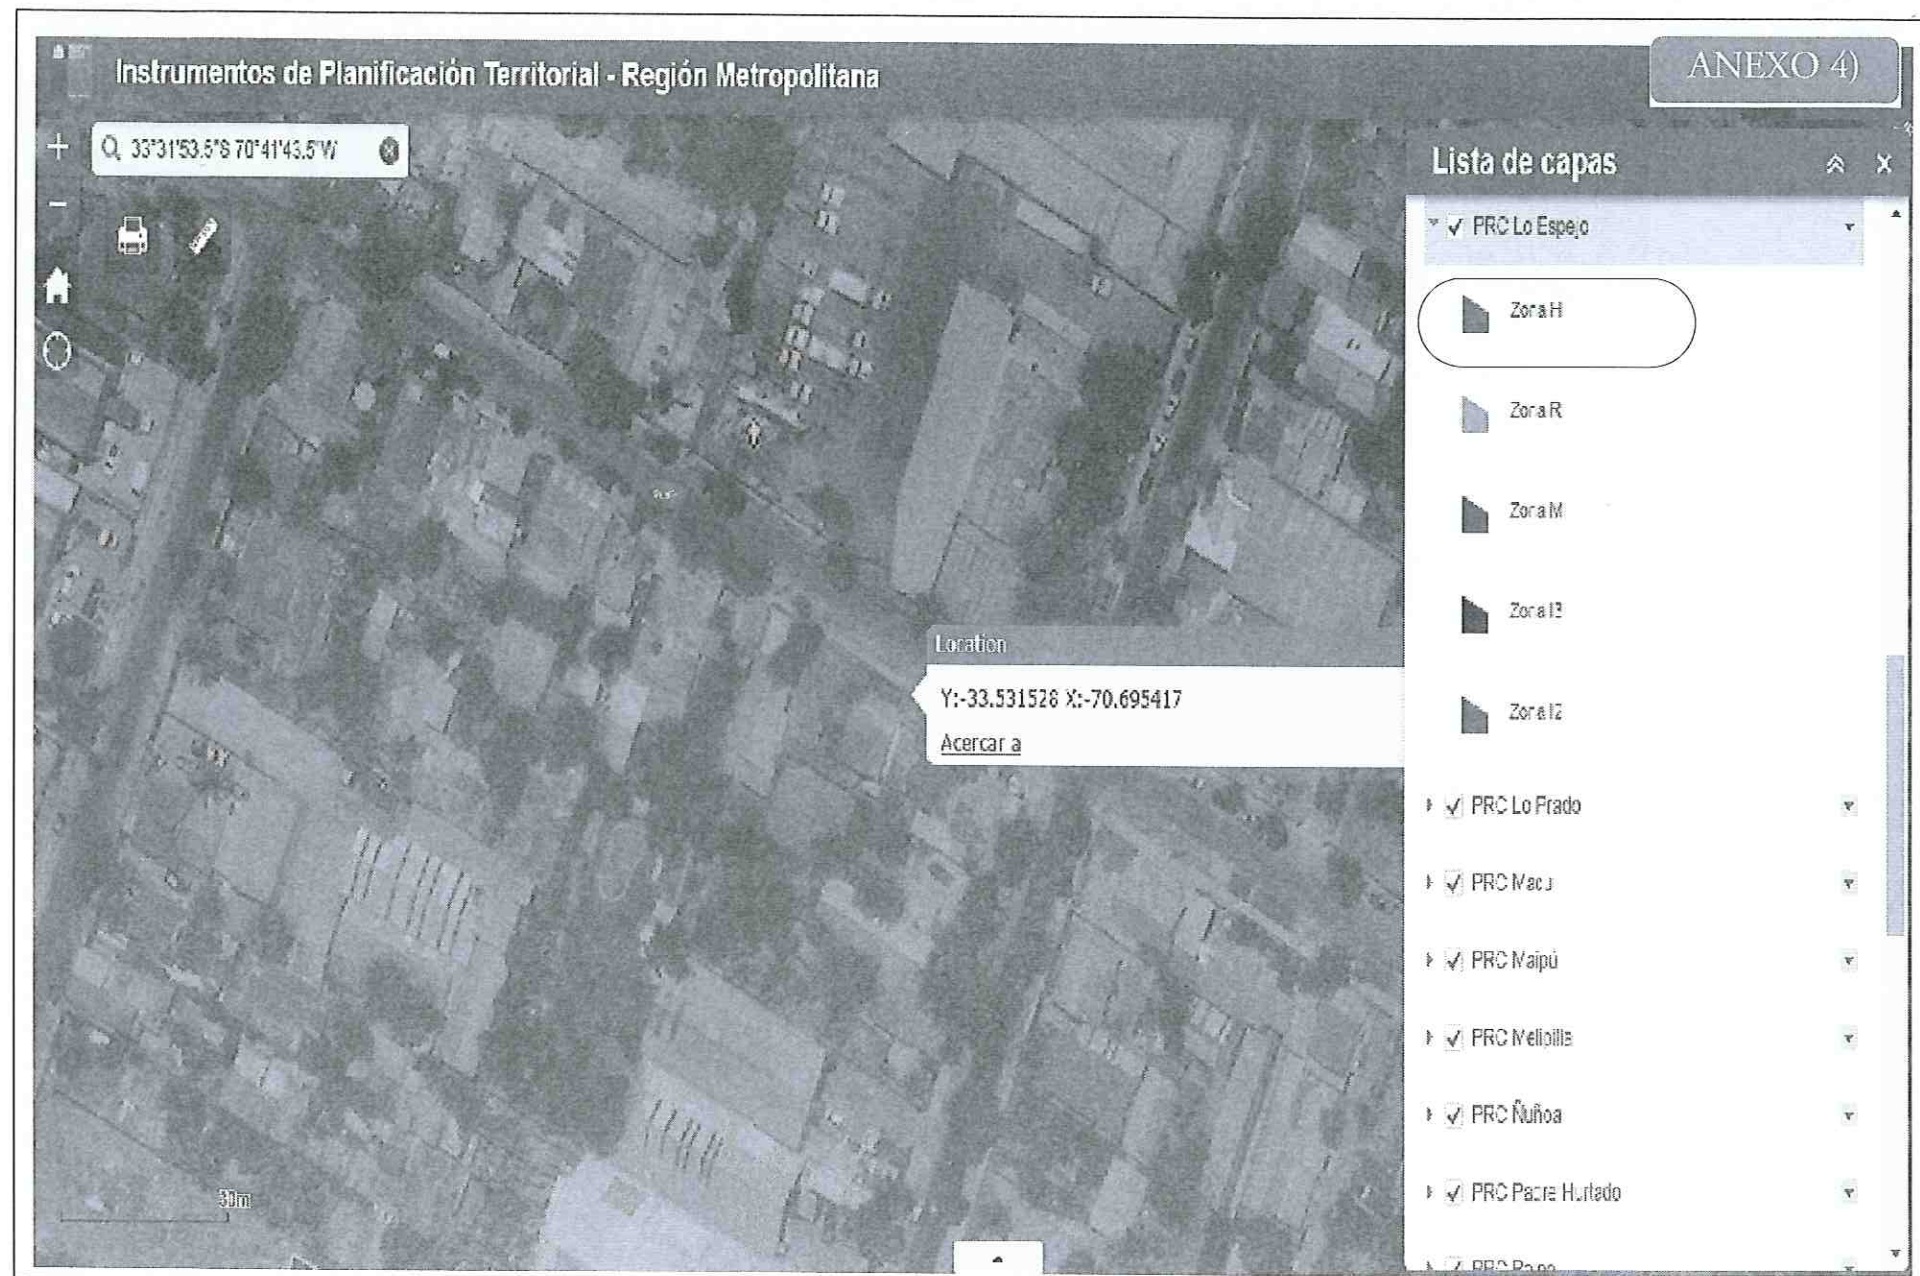 ANEXO 4)
Instrumentos de Planificación Territorial - Región Metropolitana
33°31'53.5"S 70°41'43.5"W
Lista de capas
PRC Lo Espejo
Zona H
Zona R
Zona M
Zona I3
Zona I2
Location
Y:-33.531528 X:-70.695417
Acercar a
PRC Lo Prado
PRC Macul
PRC Maipú
PRC Melipilla
PRC Ñuñoa
PRC Padre Hurtado
PRC Paine
30m